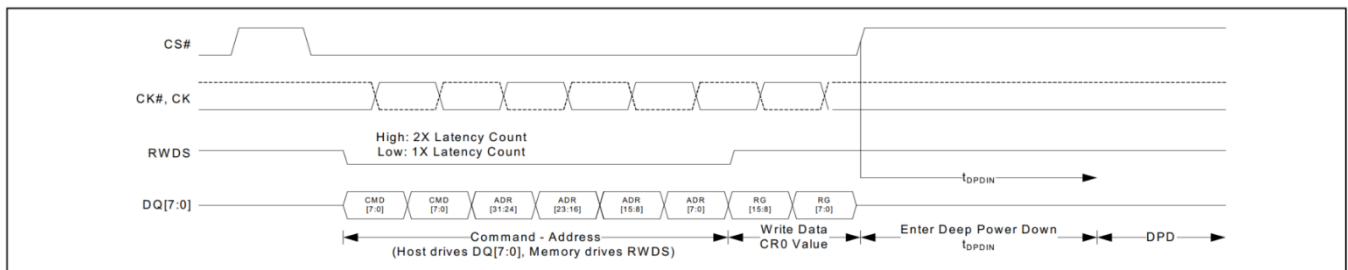 CS#
CK#, CK
High: 2X Latency Count
Low: 1X Latency Count
RWDS
tDPDIN
DQ[7:0]
CMD [7:0]
CMD [7:0]
ADR [31:24]
ADR [23:16]
ADR [15:8]
ADR [7:0]
RG [15:8]
RG [7:0]
Command - Address
(Host drives DQ[7:0], Memory drives RWDS)
Write Data
CR0 Value
Enter Deep Power Down
tDPDIN
DPD